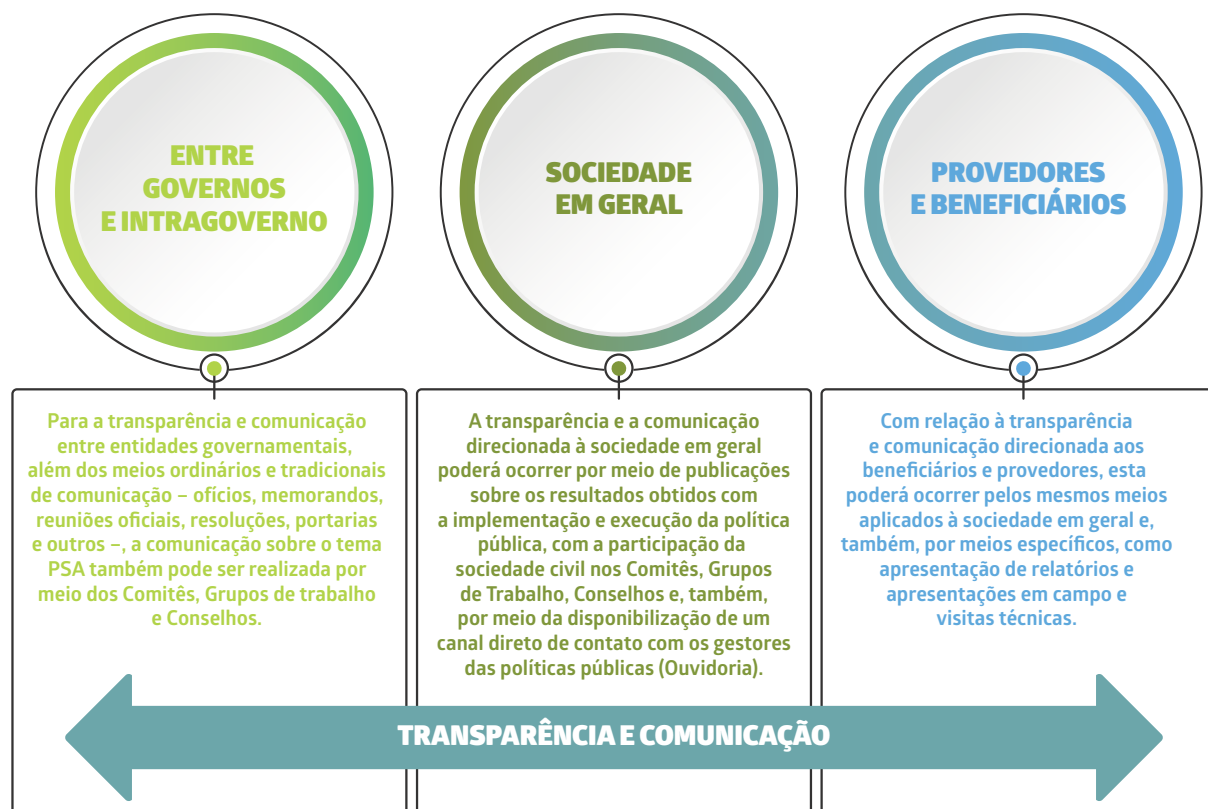 ENTRE
GOVERNOS
E INTRAGOVERNO
Para a transparência e comunicação
entre entidades governamentais,
além dos meios ordinários e tradicionais
de comunicação – ofícios, memorandos,
reuniões oficiais, resoluções, portarias
e outros –, a comunicação sobre o tema
PSA também pode ser realizada por
meio dos Comitês, Grupos de trabalho
e Conselhos.
SOCIEDADE
EM GERAL
A transparência e a comunicação
direcionada à sociedade em geral
poderá ocorrer por meio de publicações
sobre os resultados obtidos com
a implementação e execução da política
pública, com a participação da
sociedade civil nos Comitês, Grupos
de Trabalho, Conselhos e, também,
por meio da disponibilização de um
canal direto de contato com os gestores
das políticas públicas (Ouvidoria).
PROVEDORES
E BENEFICIÁRIOS
Com relação à transparência
e comunicação direcionada aos
beneficiários e provedores, esta
poderá ocorrer pelos mesmos meios
aplicados à sociedade em geral e,
também, por meios específicos, como
apresentação de relatórios e
apresentações em campo e
visitas técnicas.
TRANSPARÊNCIA E COMUNICAÇÃO